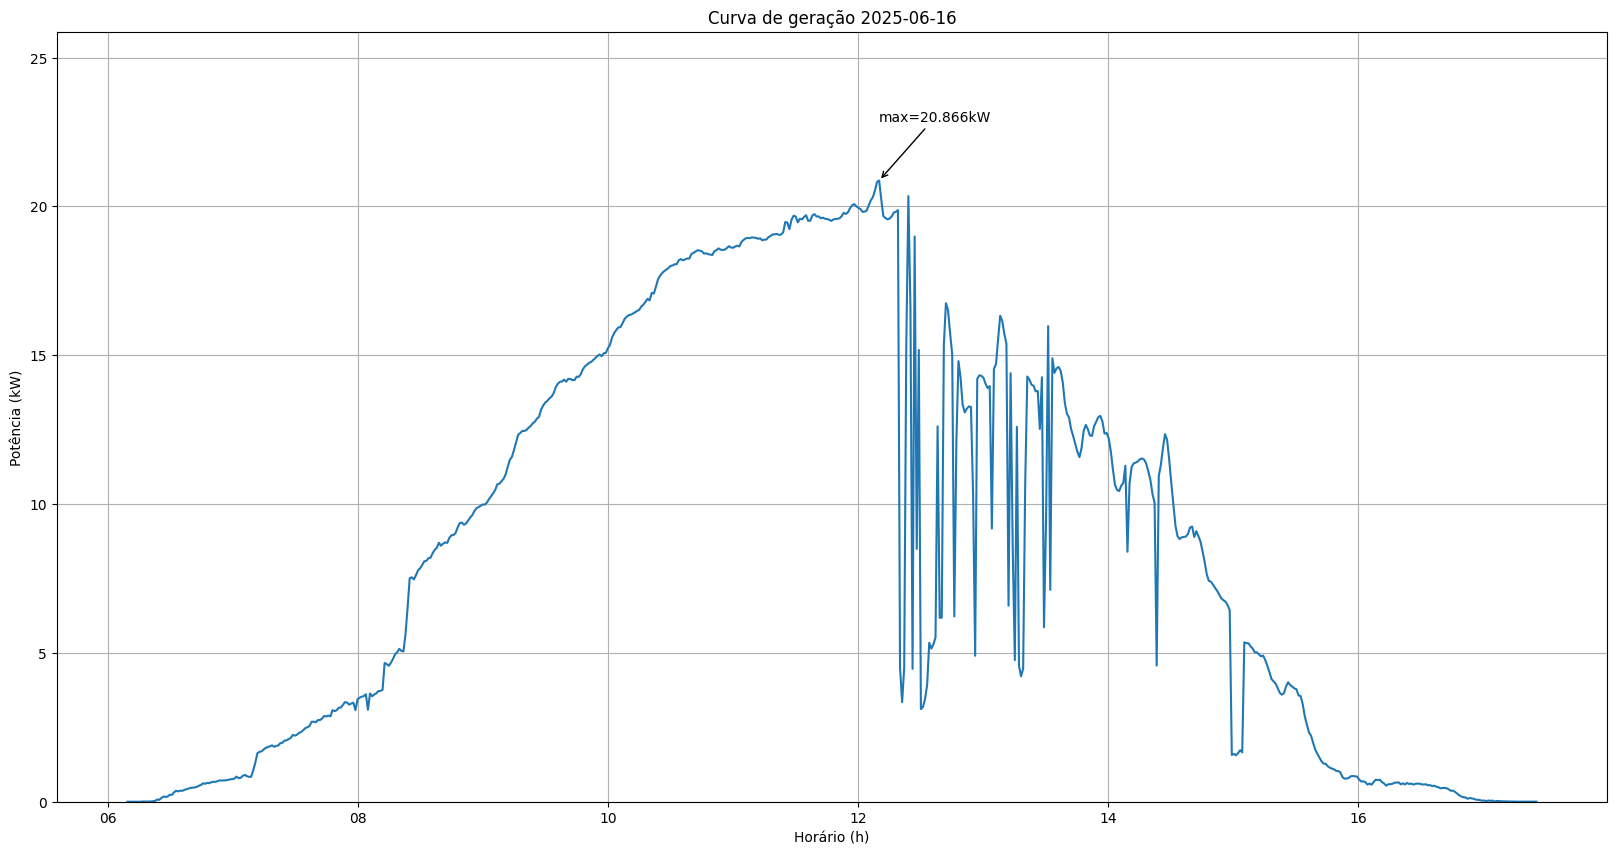 Curva de geração 2025-06-16
25
max=20.866kW
20
15
Potência (kW)
10
5
0
06 08 10 12 14 16
Horário (h)